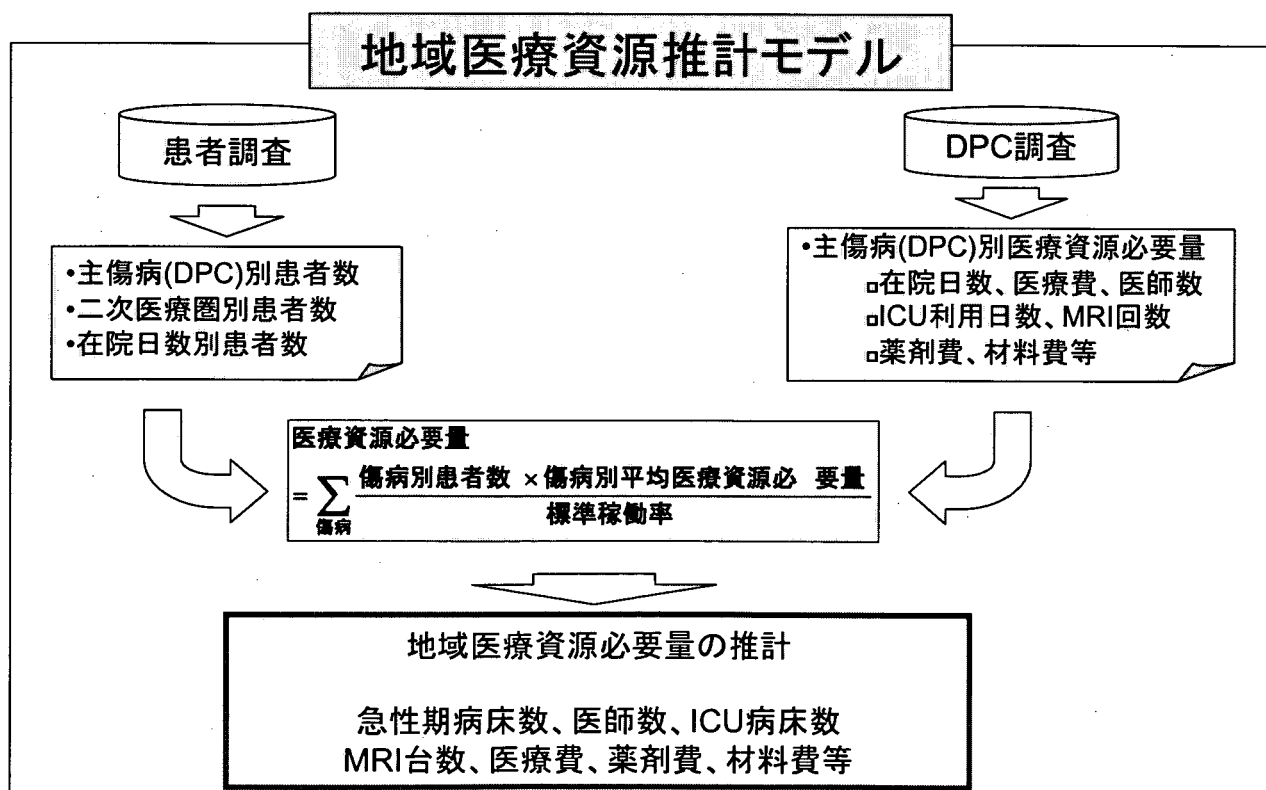 地域医療資源推計モデル
患者調査
DPC調査
•主傷病(DPC)別患者数
•二次医療圏別患者数
•在院日数別患者数
•主傷病(DPC)別医療資源必要量
□在院日数、医療費、医師数
□ICU利用日数、MRI回数
□薬剤費、材料費等
医療資源必要量
= ∑ 傷病 傷病別患者数 ×傷病別平均医療資源必 要量
標準稼働率
地域医療資源必要量の推計
急性期病床数、医師数、ICU病床数
MRI台数、医療費、薬剤費、材料費等